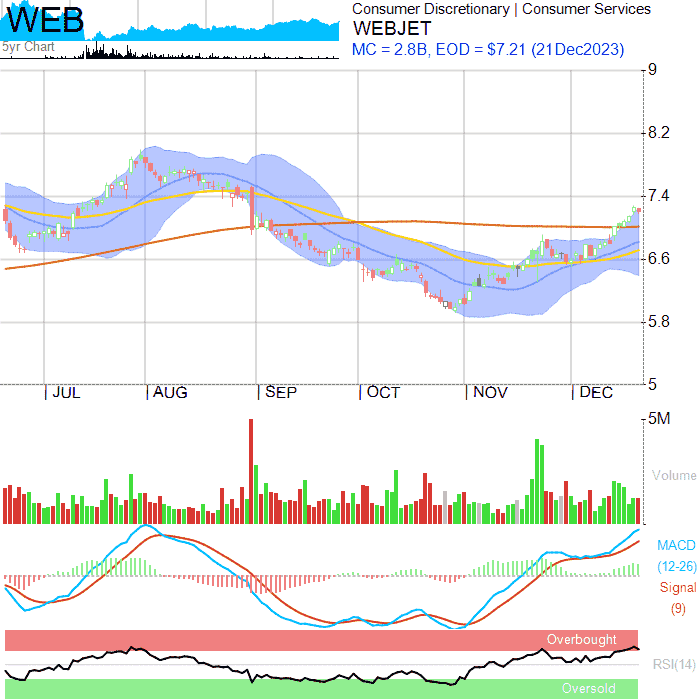 WEB
5yr Chart
Consumer Discretionary | Consumer Services
WEBJET
MC = 2.8B, EOD = $7.21 (21Dec2023)
9
8.2
7.4
6.6
5.8
5
JUL AUG SEP OCT NOV DEC
5M
Volume
MACD
(12-26)
Signal
(9)
Overbought
RSI(14)
Oversold